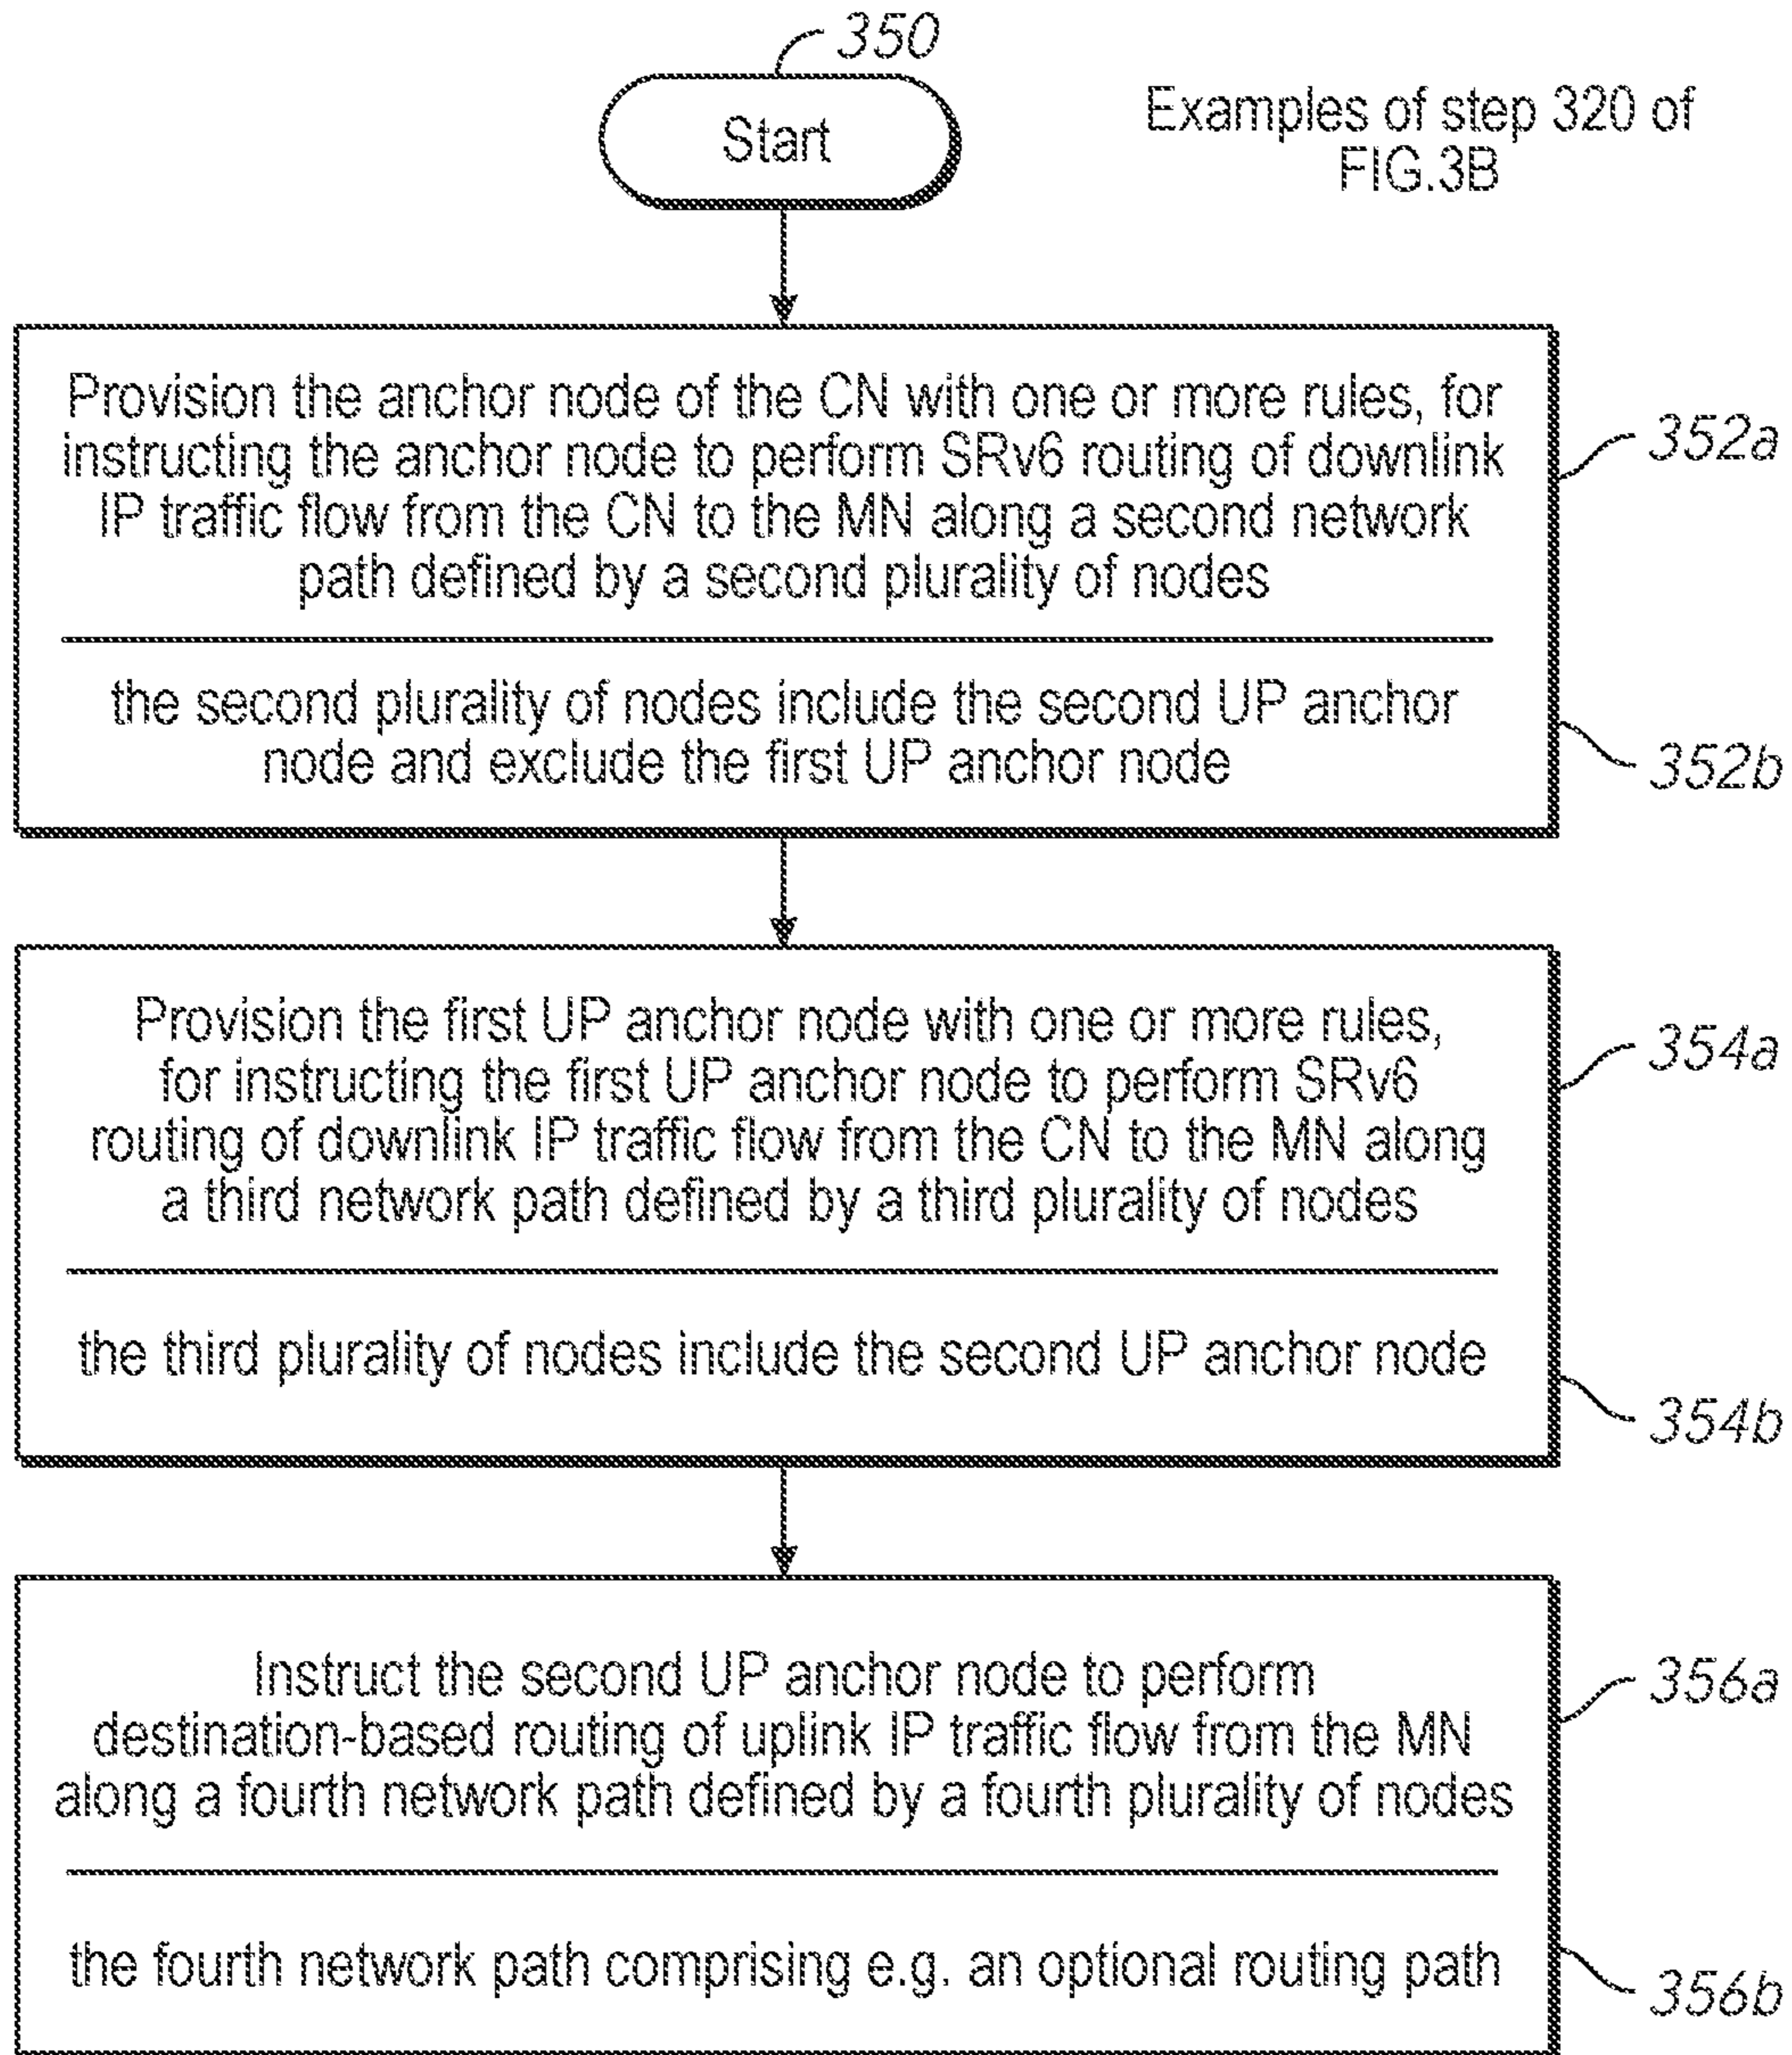 350
Start
Examples of step 320 of
FIG.3B
Provision the anchor node of the CN with one or more rules, for
instructing the anchor node to perform SRv6 routing of downlink
IP traffic flow from the CN to the MN along a second network
path defined by a second plurality of nodes
352a
the second plurality of nodes include the second UP anchor
node and exclude the first UP anchor node
352b
Provision the first UP anchor node with one or more rules,
for instructing the first UP anchor node to perform SRv6
routing of downlink IP traffic flow from the CN to the MN along
a third network path defined by a third plurality of nodes
354a
the third plurality of nodes include the second UP anchor node
354b
Instruct the second UP anchor node to perform
destination-based routing of uplink IP traffic flow from the MN
along a fourth network path defined by a fourth plurality of nodes
356a
the fourth network path comprising e.g. an optional routing path
356b